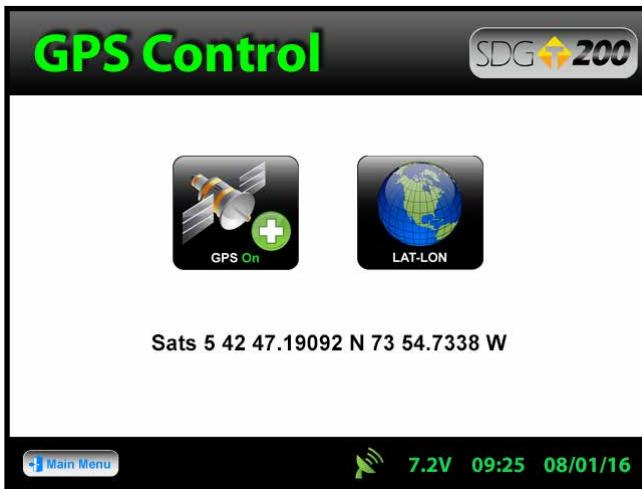 GPS Control
SDG 200
GPS On
LAT-LON
Sats 5 42 47.19092 N 73 54.7338 W
Main Menu
7.2V 09:25 08/01/16